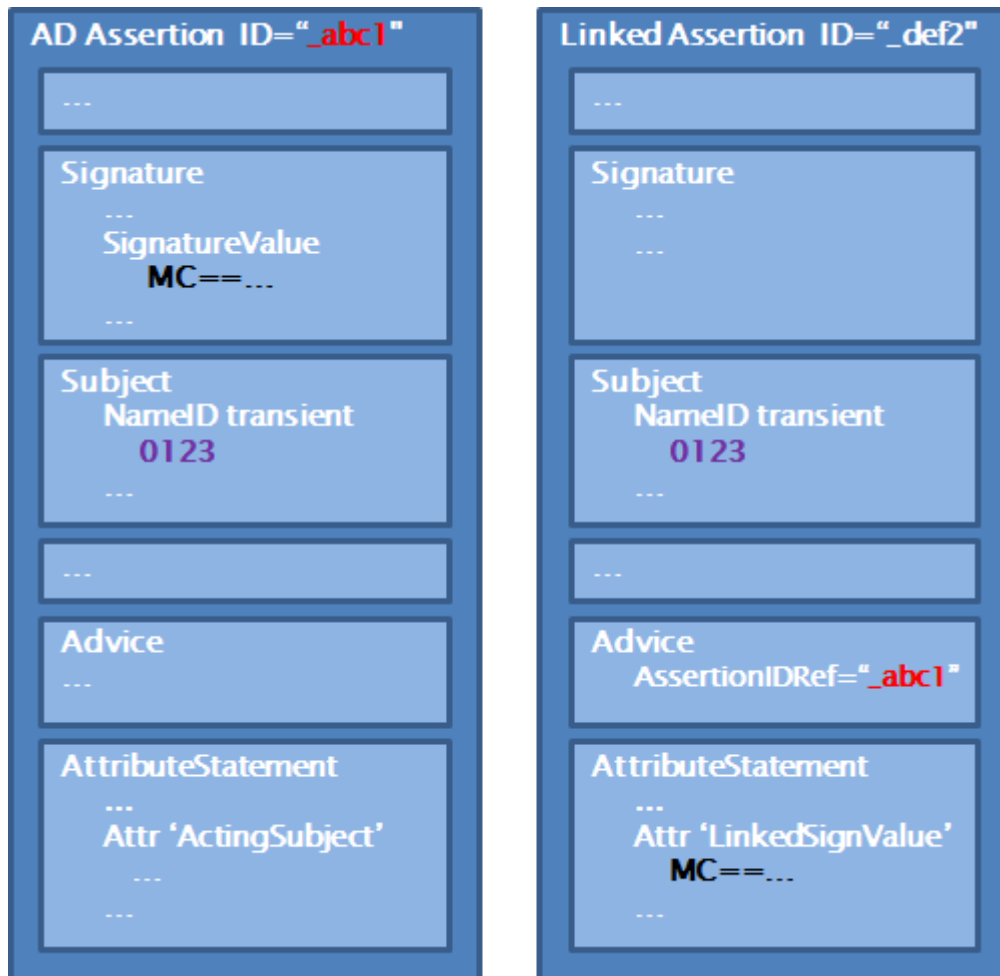 AD Assertion ID=“_abc1"
...
Signature
...
SignatureValue
MC==...
...
Subject
NameID transient
0123
...
...
Advice
...
AttributeStatement
...
Attr ‘ActingSubject’
...
...
Linked Assertion ID=“_def2"
...
Signature
...
...
Subject
NameID transient
0123
...
...
Advice
AssertionIDRef=“_abc1"
AttributeStatement
...
Attr ‘LinkedSignValue’
MC==...
...